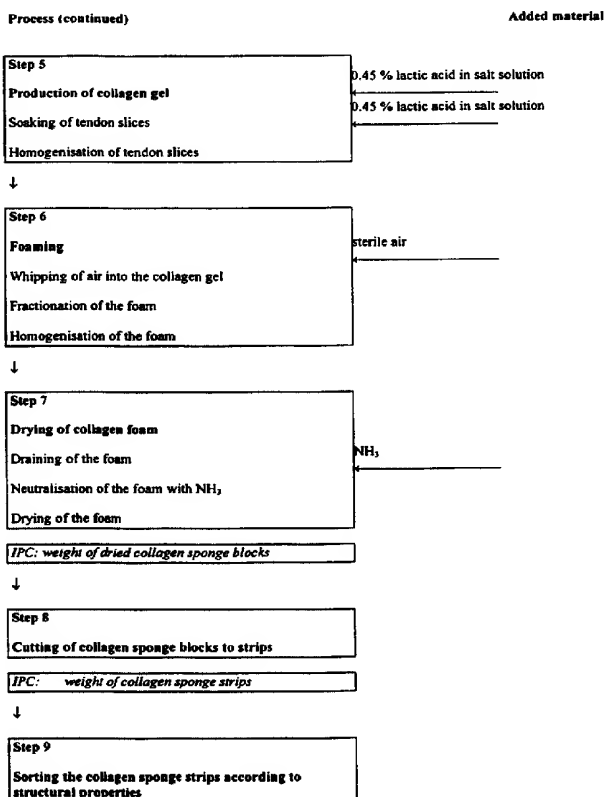 Process (continued) Added material
Step 5
Production of collagen gel
0.45 % lactic acid in salt solution
Soaking of tendon slices
0.45 % lactic acid in salt solution
Homogenisation of tendon slices
↓
Step 6
Foaming
sterile air
Whipping of air into the collagen gel
Fractionation of the foam
Homogenisation of the foam
↓
Step 7
Drying of collagen foam
Draining of the foam
NH₃
Neutralisation of the foam with NH₃
Drying of the foam
IPC: weight of dried collagen sponge blocks
↓
Step 8
Cutting of collagen sponge blocks to strips
IPC: weight of collagen sponge strips
↓
Step 9
Sorting the collagen sponge strips according to
structural properties